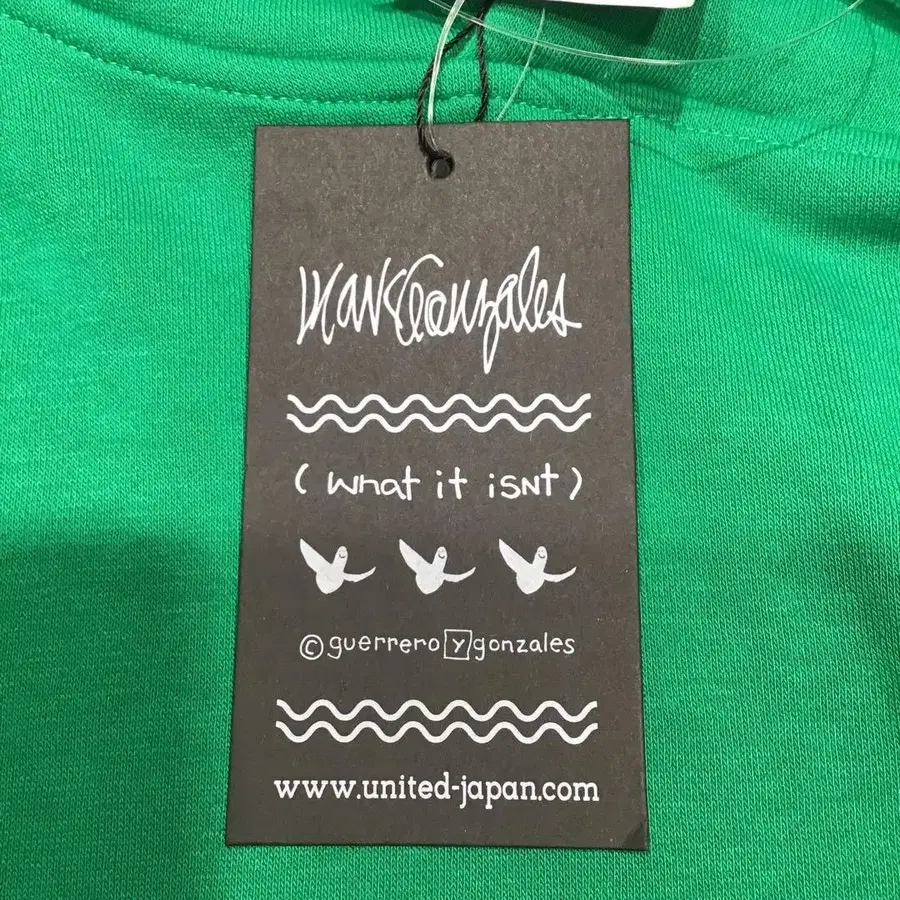 Mark Gonzales
( what it isNt )
© guerrero y gonzales
www.united-japan.com